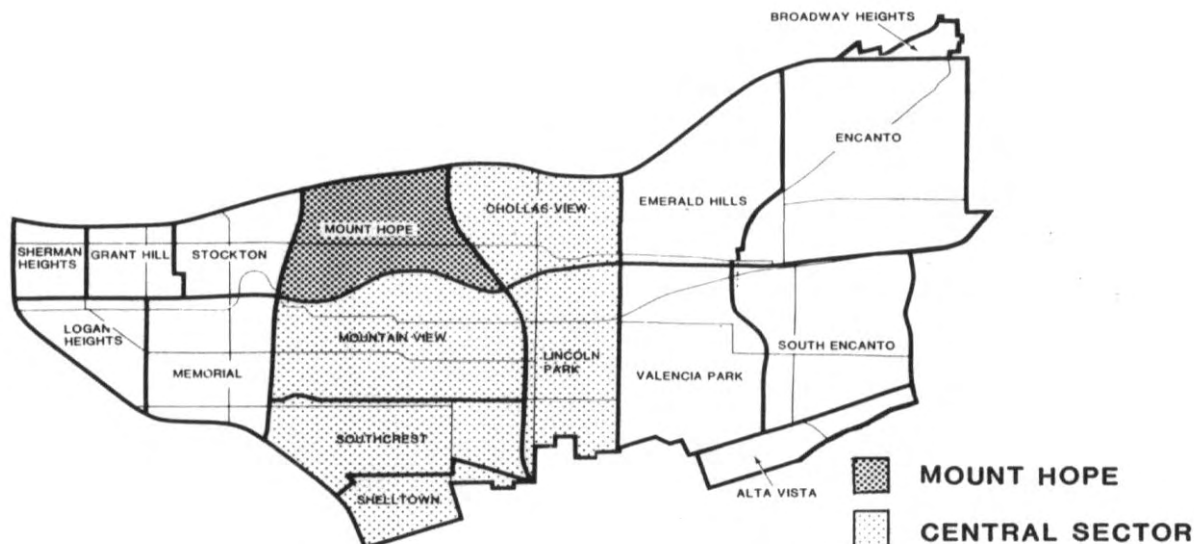 BROADWAY HEIGHTS
ENCANTO
EMERALD HILLS
CHOLLAS VIEW
MOUNT HOPE
STOCKTON
GRANT HILL
SHERMAN
HEIGHTS
LOGAN
HEIGHTS
MEMORIAL
MOUNTAIN VIEW
LINCOLN
PARK
VALENCIA PARK
SOUTH ENCANTO
SOUTHCREST
SHELLTOWN
ALTA VISTA
MOUNT HOPE
CENTRAL SECTOR